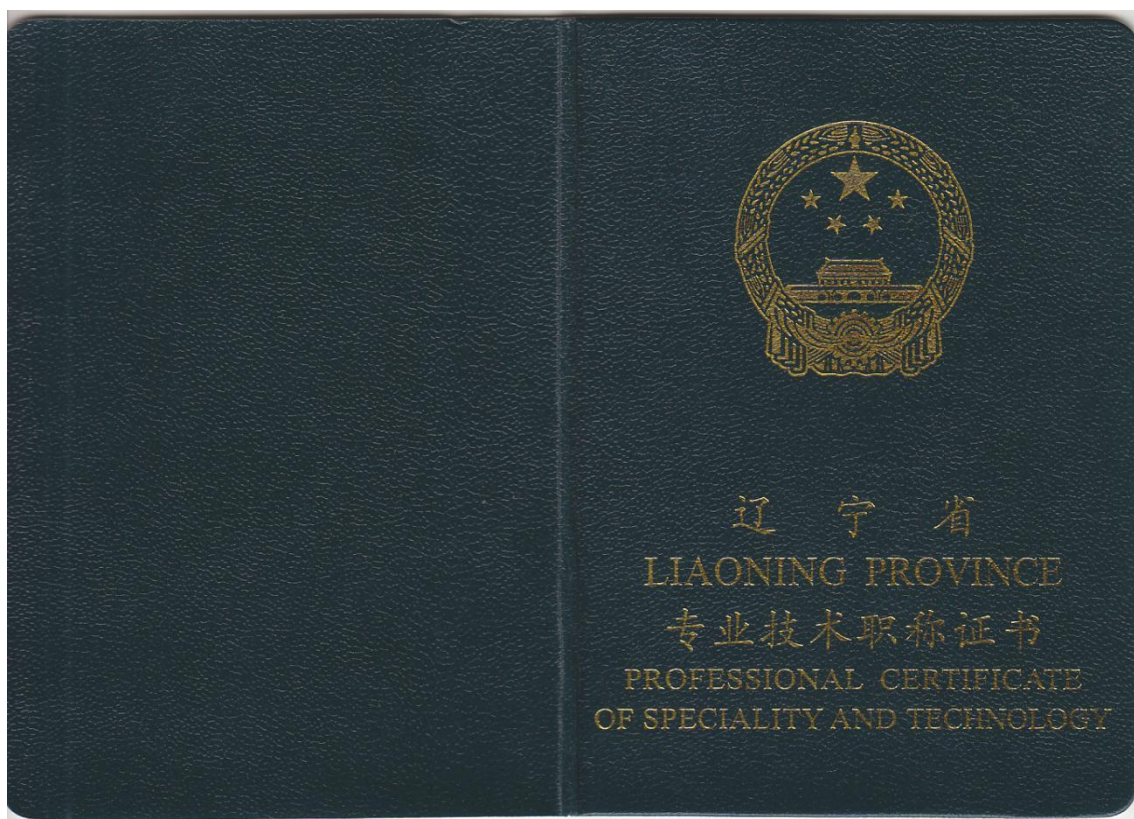 辽宁省
LIAONING PROVINCE
专业技术职称证书
PROFESSIONAL CERTIFICATE
OF SPECIALITY AND TECHNOLOGY